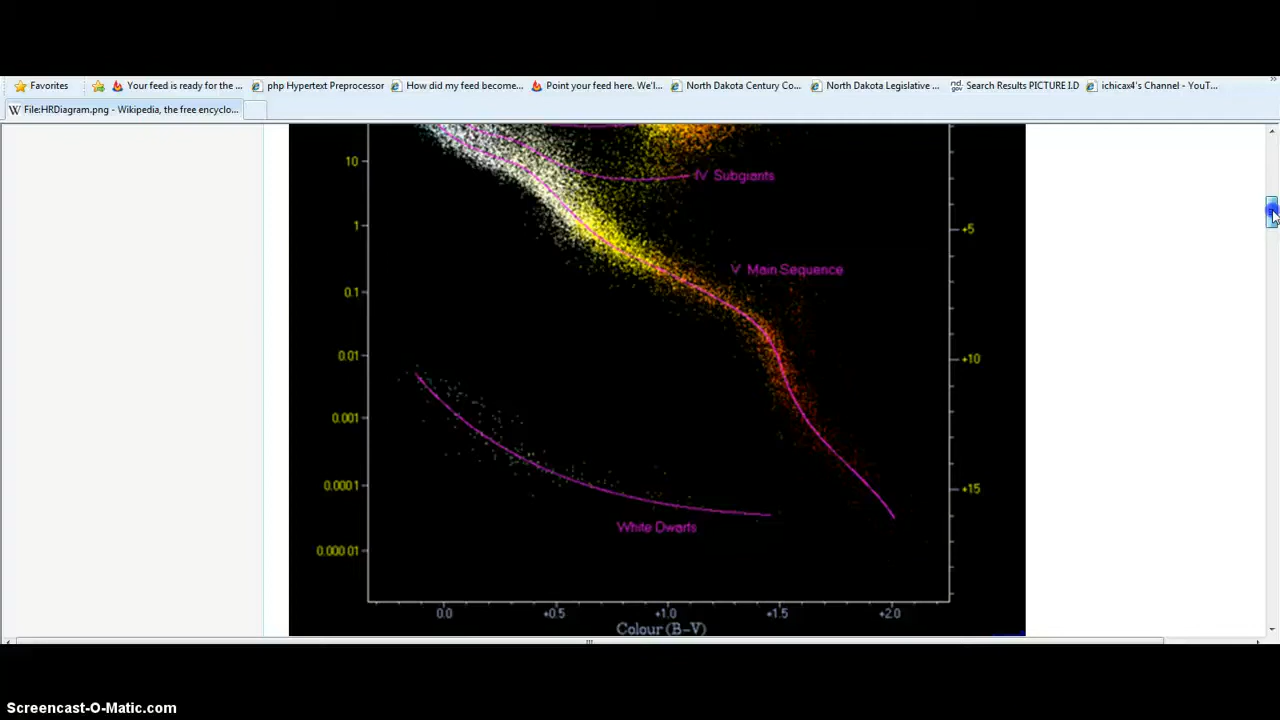 Favorites
Your feed is ready for the ...
php Hypertext Preprocessor
How did my feed become...
Point your feed here. We'l...
North Dakota Century Co...
North Dakota Legislative ...
nd.gov
Search Results PICTURE I.D
ichicax4's Channel - YouT...
W File:HRDiagram.png - Wikipedia, the free encyclo...
10
IV Subgiants
1
+5
V Main Sequence
0.1
0.01
+10
0.001
0.0001
+15
White Dwarfs
0.000 01
0.0 +0.5 +1.0 +1.5 +2.0
Colour (B-V)
Screencast-O-Matic.com